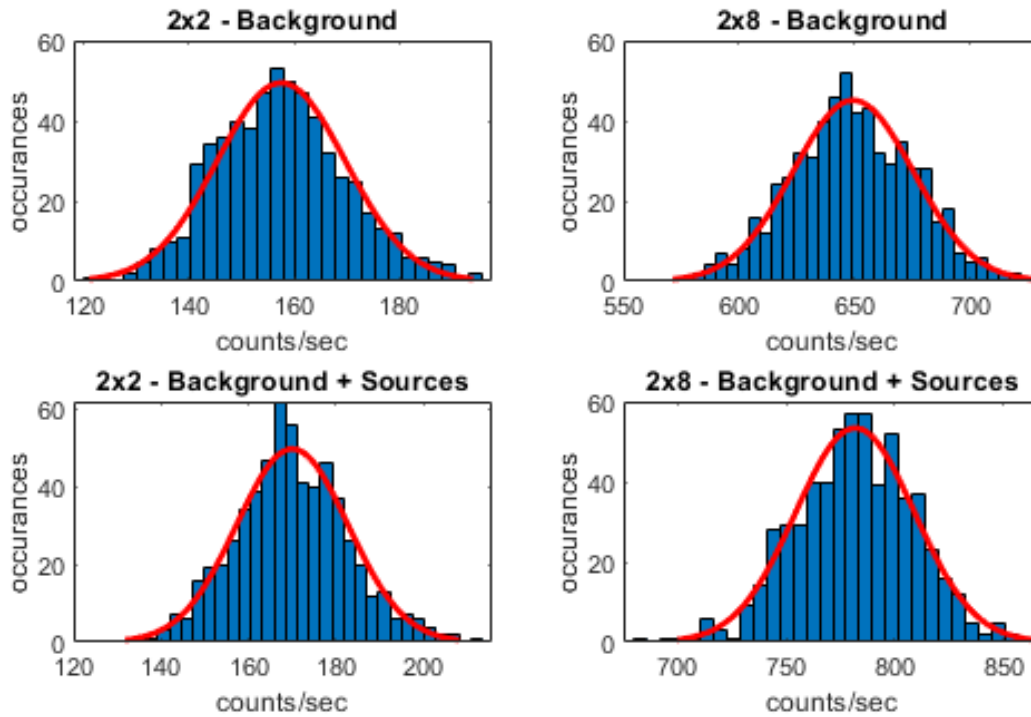 2x2 - Background
60
40
20
0
occurances
120 140 160 180
counts/sec
2x8 - Background
60
40
20
0
occurances
550 600 650 700
counts/sec
2x2 - Background + Sources
60
40
20
0
occurances
120 140 160 180 200
counts/sec
2x8 - Background + Sources
60
40
20
0
occurances
700 750 800 850
counts/sec